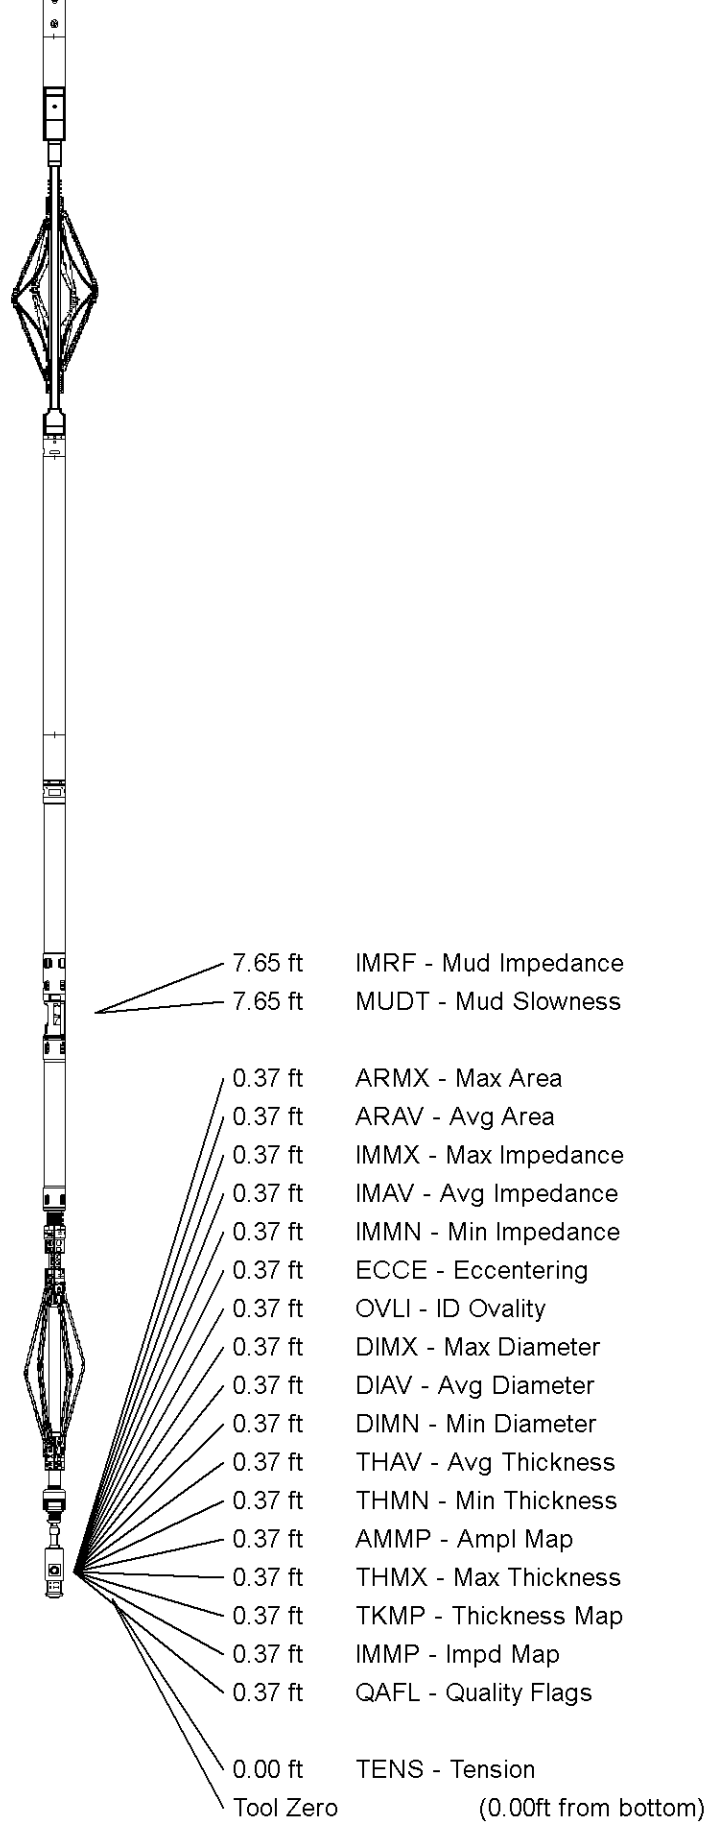 7.65 ft IMRF - Mud Impedance
7.65 ft MUDT - Mud Slowness
0.37 ft ARMX - Max Area
0.37 ft ARAV - Avg Area
0.37 ft IMMX - Max Impedance
0.37 ft IMAV - Avg Impedance
0.37 ft IMMN - Min Impedance
0.37 ft ECCE - Eccentering
0.37 ft OVLI - ID Ovality
0.37 ft DIMX - Max Diameter
0.37 ft DIAV - Avg Diameter
0.37 ft DIMN - Min Diameter
0.37 ft THAV - Avg Thickness
0.37 ft THMN - Min Thickness
0.37 ft AMMP - Ampl Map
0.37 ft THMX - Max Thickness
0.37 ft TKMP - Thickness Map
0.37 ft IMMP - Impd Map
0.37 ft QAFL - Quality Flags
0.00 ft TENS - Tension
Tool Zero (0.00ft from bottom)